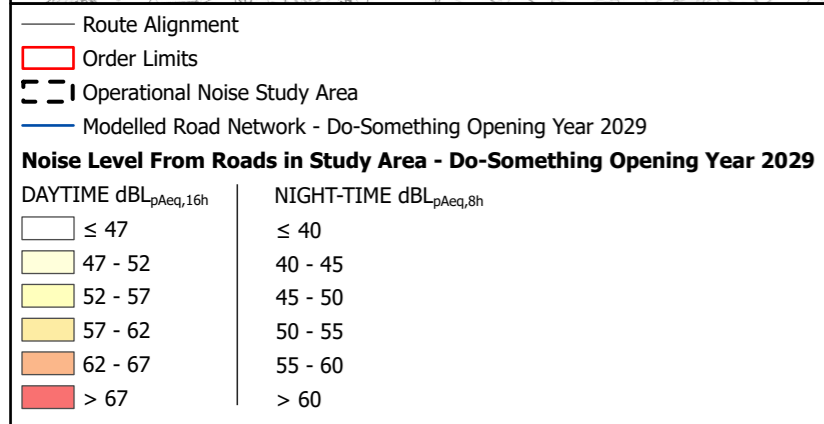 Route Alignment
Order Limits
Operational Noise Study Area
Modelled Road Network - Do-Something Opening Year 2029
Noise Level From Roads in Study Area - Do-Something Opening Year 2029
DAYTIME dBLpAeq,16h NIGHT-TIME dBLpAeq,8h
≤ 47 ≤ 40
47 - 52 40 - 45
52 - 57 45 - 50
57 - 62 50 - 55
62 - 67 55 - 60
> 67 > 60